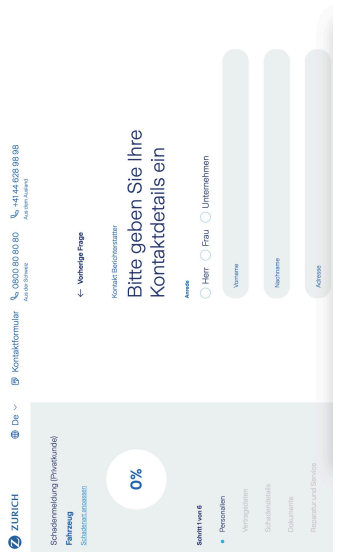 ZURICH
De
Kontaktformular
0800 80 80 80
Aus der Schweiz
+41 44 628 98 98
Aus dem Ausland
Schadenmeldung (Privatkunde)
Fahrzeug
Schadenart anpassen
0%
Schritt 1 von 6
Personalien
Vertragsdaten
Schadendetails
Dokumente
Reparatur und Service
← Vorherige Frage
Kontakt Berichterstatter
Bitte geben Sie Ihre
Kontaktdetails ein
Anrede
Herr Frau Unternehmen
Vorname
Nachname
Adresse